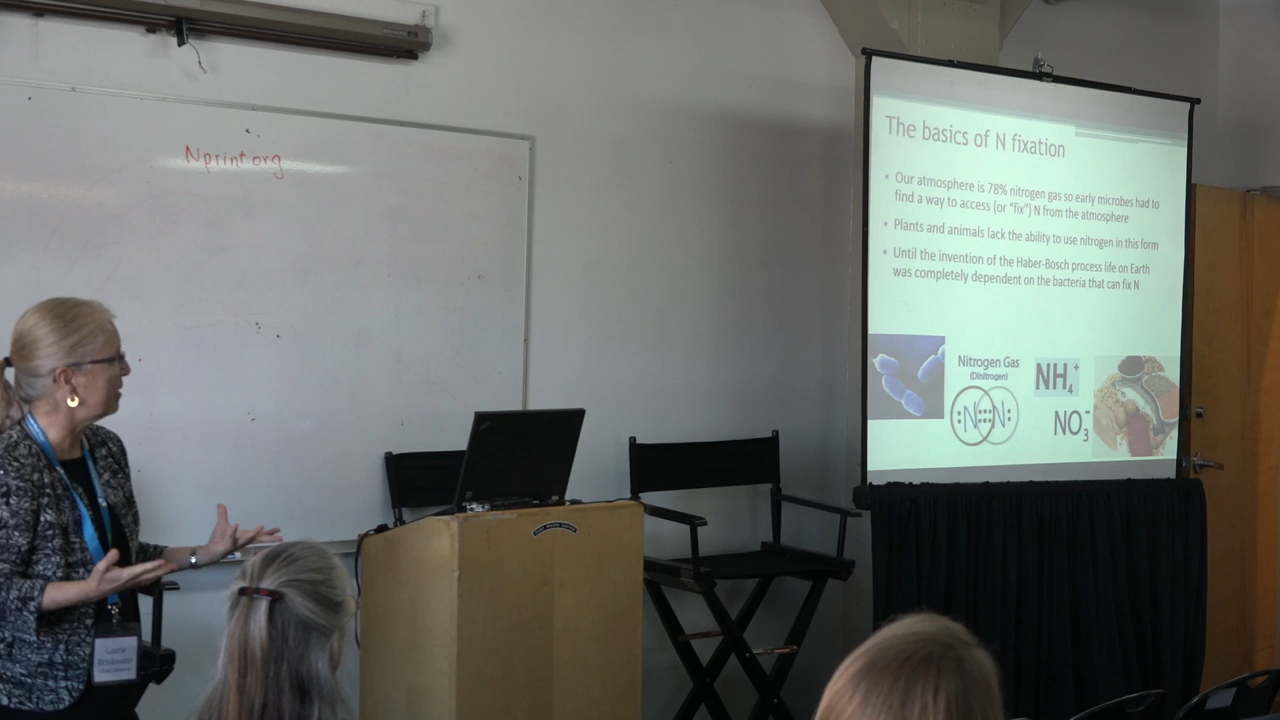 Nprint.org
The basics of N fixation
• Our atmosphere is 78% nitrogen gas so early microbes had to
find a way to access (or “fix”) N from the atmosphere
• Plants and animals lack the ability to use nitrogen in this form
• Until the invention of the Haber-Bosch process life on Earth
was completely dependent on the bacteria that can fix N
Nitrogen Gas
(Dinitrogen)
:N:::N:
NH4+
NO3-
Laurie
Drinkwater